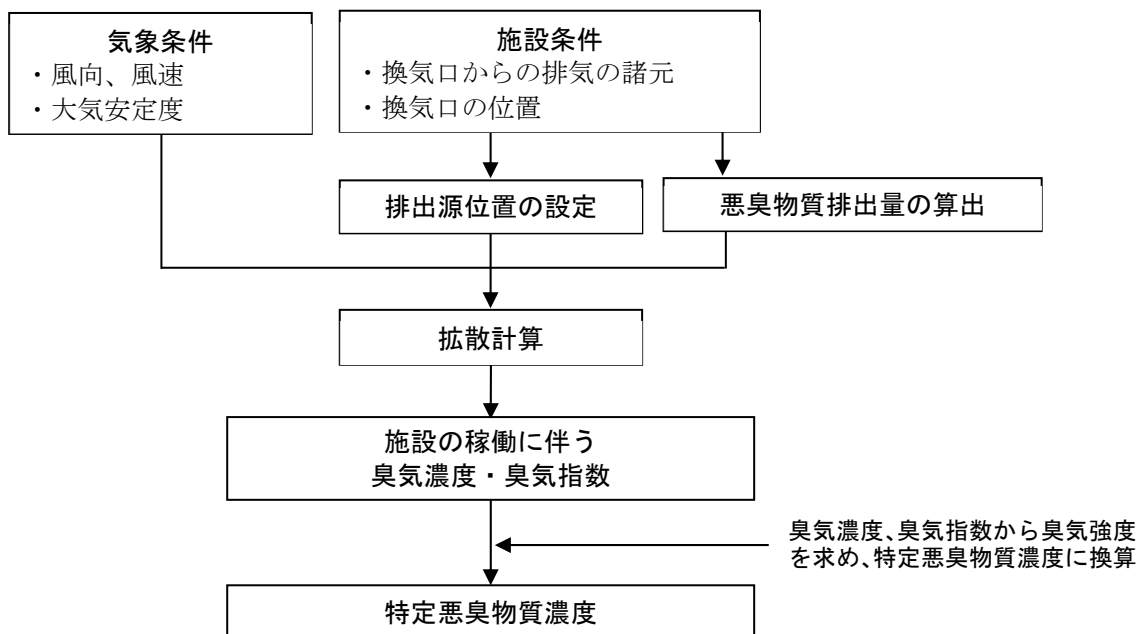 気象条件
・風向、風速
・大気安定度
施設条件
・換気口からの排気の諸元
・換気口の位置
排出源位置の設定
悪臭物質排出量の算出
拡散計算
施設の稼働に伴う
臭気濃度・臭気指数
臭気濃度、臭気指数から臭気強度
を求め、特定悪臭物質濃度に換算
特定悪臭物質濃度